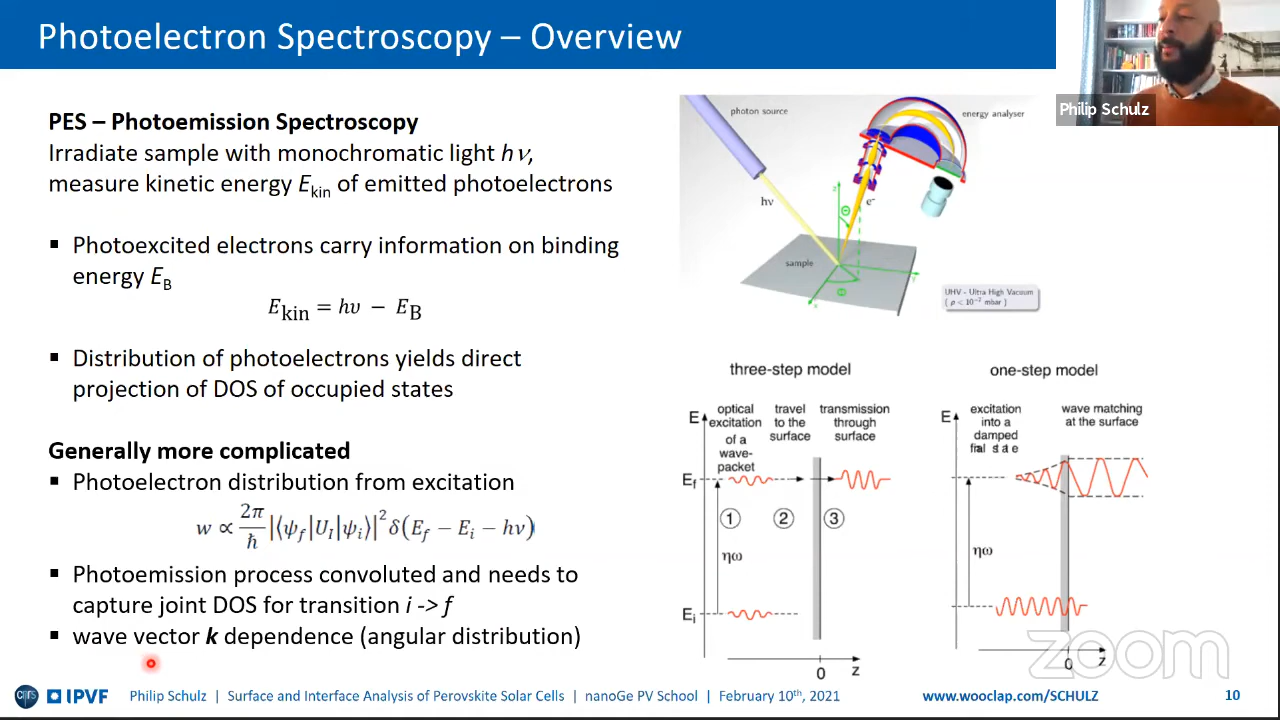 Photoelectron Spectroscopy – Overview
Philip Schulz
PES – Photoemission Spectroscopy
Irradiate sample with monochromatic light hν,
measure kinetic energy Ekin of emitted photoelectrons
▪ Photoexcited electrons carry information on binding
energy EB
Ekin = hυ − EB
▪ Distribution of photoelectrons yields direct
projection of DOS of occupied states
Generally more complicated
▪ Photoelectron distribution from excitation
w ∝ 2π/ħ |⟨ψf|UI|ψi⟩|² δ(Ef − Ei − hν)
▪ Photoemission process convoluted and needs to
capture joint DOS for transition i -> f
▪ wave vector k dependence (angular distribution)
photon source
energy analyser
hν
z
Θ
e-
sample
Φ
x
y
UHV - Ultra High Vacuum
( p < 10⁻⁷ mbar )
three-step model
E
optical
excitation
of a
wave-
packet
travel
to the
surface
transmission
through
surface
Ef
① ② ③
ηω
Ei
0
z
one-step model
E
excitation
into a
damped
wave matching
at the surface
ηω
0
z
zoom
cnrs
IPVF
Philip Schulz | Surface and Interface Analysis of Perovskite Solar Cells | nanoGe PV School | February 10th, 2021
www.wooclap.com/SCHULZ
10